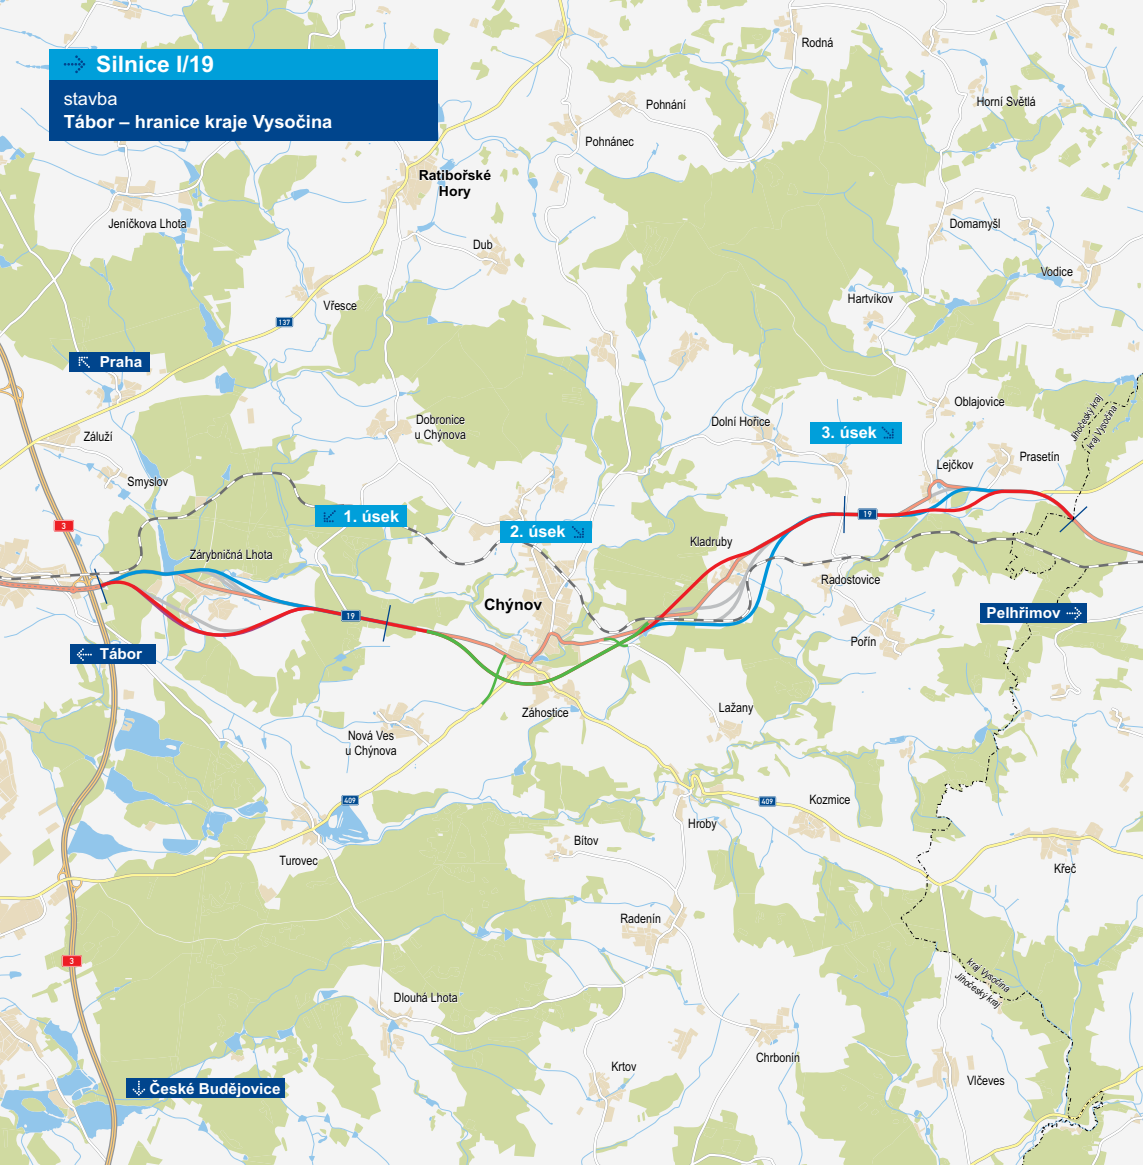 Silnice I/19
stavba
Tábor – hranice kraje Vysočina
Rodná
Pohnání
Horní Světlá
Pohnánec
Ratibořské
Hory
Jeníčkova Lhota
Domamyšl
Dub
Vodice
Vřesce
Hartvíkov
137
Praha
Oblajovice
Jihočeský kraj
kraj Vysočina
Dobronice
u Chýnova
Dolní Hořice
3. úsek
Záluží
Prasetín
Lejčkov
Smyslov
1. úsek
19
3
2. úsek
Kladruby
Zárybničná Lhota
Radostovice
Chýnov
Pelhřimov
19
Pořín
Tábor
Lažany
Záhostice
Nová Ves
u Chýnova
409
409
Kozmice
Hroby
Bítov
Turovec
Křeč
Radenín
3
kraj Vysočina
Jihočeský kraj
Dlouhá Lhota
Chrbonín
Krtov
Vlčeves
České Budějovice